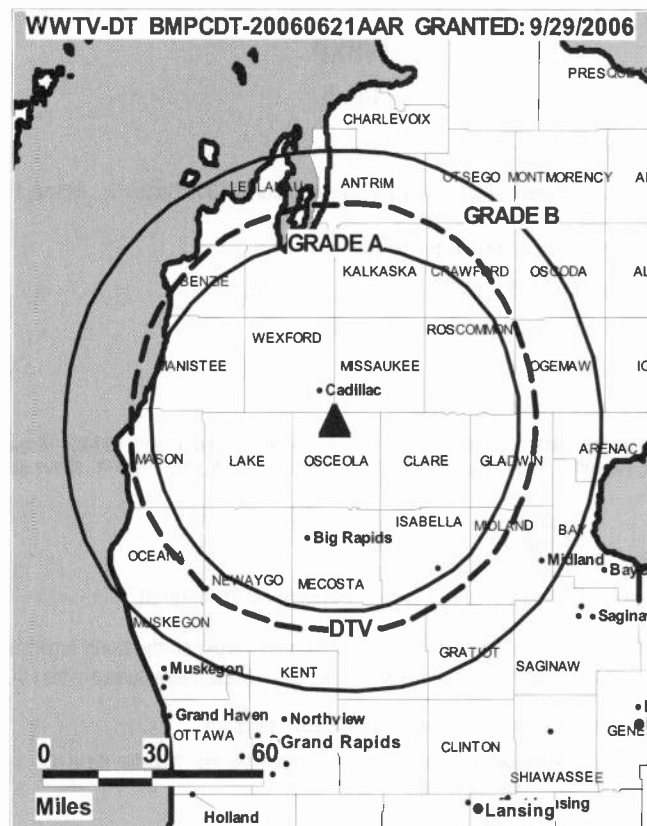 WWTV-DT BMPCDT-20060621AAR GRANTED: 9/29/2006
CHARLEVOIX
LEELANAU
ANTRIM
OTSEGO
MONTMORENCY
GRADE B
GRADE A
BENZIE
KALKASKA
CRAWFORD
OSCODA
WEXFORD
ROSCOMMON
MANISTEE
MISSAUKEE
OGEMAW
Cadillac
MASON
LAKE
OSCEOLA
CLARE
GLADWIN
ARENAC
ISABELLA
MIDLAND
BAY
Big Rapids
OCEANA
Midland
NEWAYGO
MECOSTA
MUSKEGON
DTV
GRATIOT
SAGINAW
Muskegon
KENT
Grand Haven
Northview
OTTAWA
Grand Rapids
CLINTON
SHIAWASSEE
0 30 60
Miles
Holland
Lansing